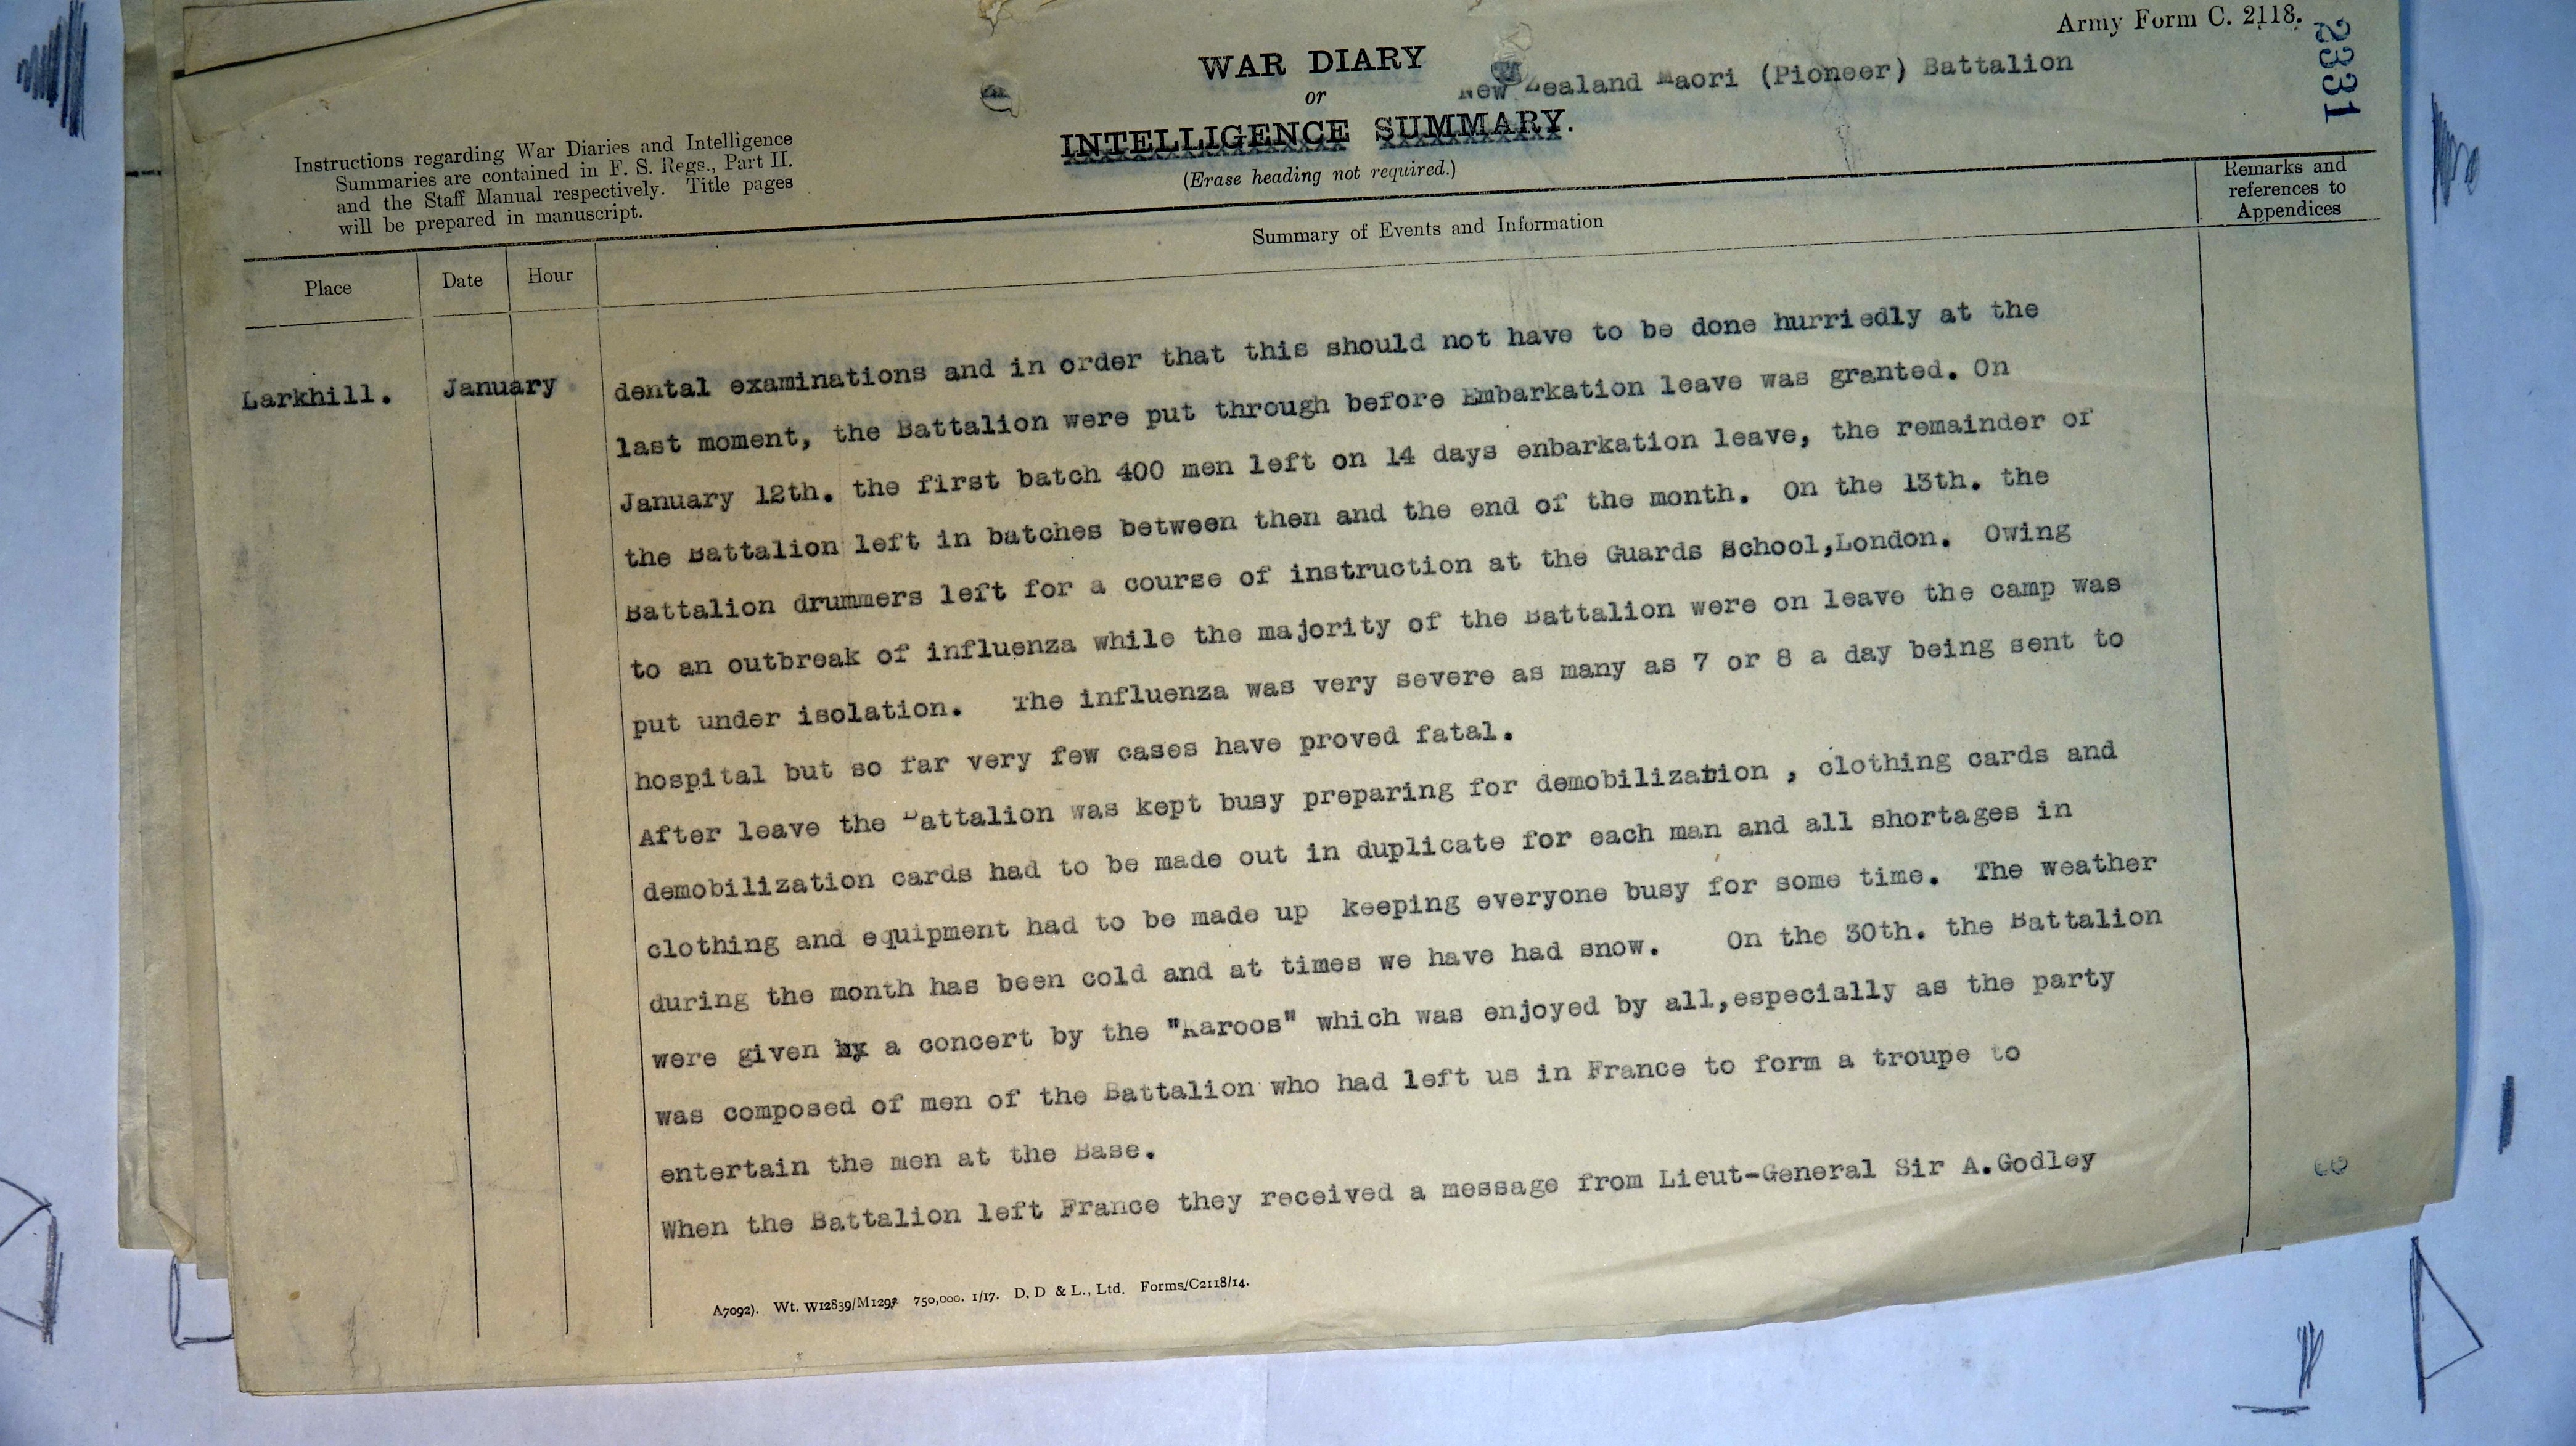 Army Form C. 2118.
2331
WAR DIARY
or
INTELLIGENCE SUMMARY.
(Erase heading not required.)
New Zealand Maori (Pioneer) Battalion
Instructions regarding War Diaries and Intelligence
Summaries are contained in F. S. Regs., Part II.
and the Staff Manual respectively. Title pages
will be prepared in manuscript.
Place
Date
Hour
Summary of Events and Information
Remarks and
references to
Appendices
Larkhill. January
dental examinations and in order that this should not have to be done hurriedly at the
last moment, the Battalion were put through before Embarkation leave was granted. On
January 12th. the first batch 400 men left on 14 days enbarkation leave, the remainder of
the Battalion left in batches between then and the end of the month. On the 13th. the
Battalion drummers left for a course of instruction at the Guards School,London. Owing
to an outbreak of influenza while the majority of the Battalion were on leave the camp was
put under isolation. The influenza was very severe as many as 7 or 8 a day being sent to
hospital but so far very few cases have proved fatal.
After leave the Battalion was kept busy preparing for demobilization , clothing cards and
demobilization cards had to be made out in duplicate for each man and all shortages in
clothing and equipment had to be made up keeping everyone busy for some time. The weather
during the month has been cold and at times we have had snow. On the 30th. the Battalion
were given a concert by the "Karoos" which was enjoyed by all,especially as the party
was composed of men of the Battalion who had left us in France to form a troupe to
entertain the men at the Base.
When the Battalion left France they received a message from Lieut-General Sir A.Godley
A7092). Wt. W12839/M1297 750,000. 1/17. D. D & L., Ltd. Forms/C2118/14.